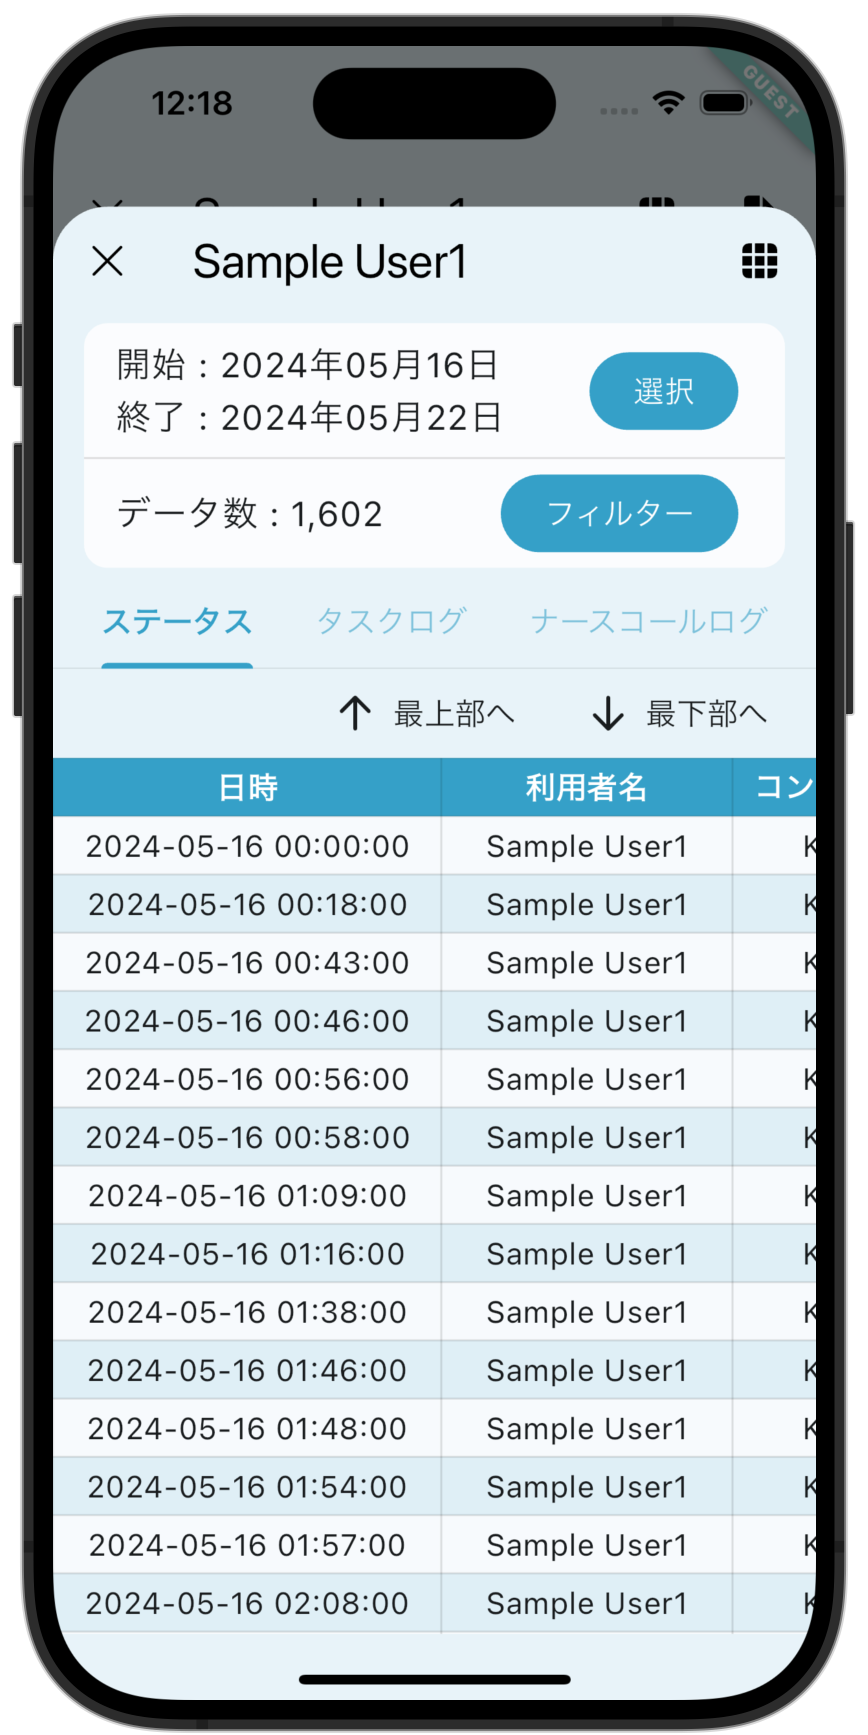 12:18
GUEST
Sample User1
開始：2024年05月16日
終了：2024年05月22日
選択
データ数：1,602
フィルター
ステータス タスクログ ナースコールログ
↑ 最上部へ ↓ 最下部へ
日時 利用者名 コン
2024-05-16 00:00:00 Sample User1 K
2024-05-16 00:18:00 Sample User1 K
2024-05-16 00:43:00 Sample User1 K
2024-05-16 00:46:00 Sample User1 K
2024-05-16 00:56:00 Sample User1 K
2024-05-16 00:58:00 Sample User1 K
2024-05-16 01:09:00 Sample User1 K
2024-05-16 01:16:00 Sample User1 K
2024-05-16 01:38:00 Sample User1 K
2024-05-16 01:46:00 Sample User1 K
2024-05-16 01:48:00 Sample User1 K
2024-05-16 01:54:00 Sample User1 K
2024-05-16 01:57:00 Sample User1 K
2024-05-16 02:08:00 Sample User1 K